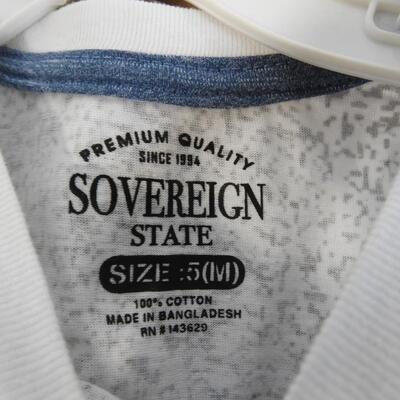 PREMIUM QUALITY
SINCE 1994
SOVEREIGN
STATE
SIZE :5(M)
100% COTTON
MADE IN BANGLADESH
RN # 143629